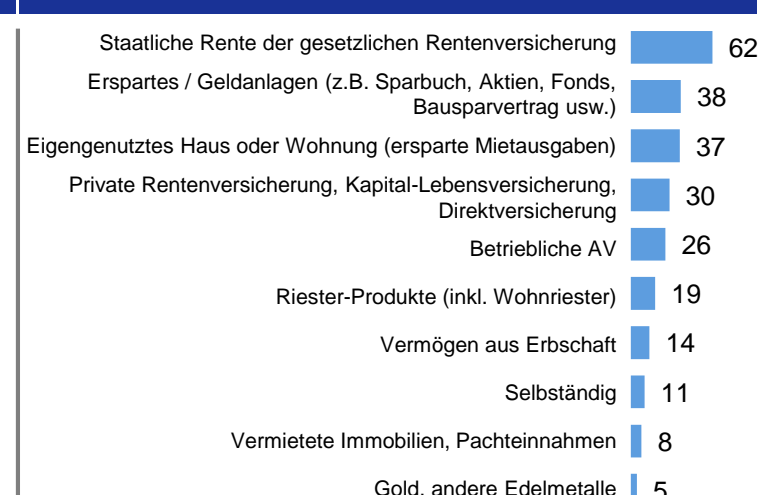 Staatliche Rente der gesetzlichen Rentenversicherung 62
Erspartes / Geldanlagen (z.B. Sparbuch, Aktien, Fonds,
Bausparvertrag usw.) 38
Eigengenutztes Haus oder Wohnung (ersparte Mietausgaben) 37
Private Rentenversicherung, Kapital-Lebensversicherung,
Direktversicherung 30
Betriebliche AV 26
Riester-Produkte (inkl. Wohnriester) 19
Vermögen aus Erbschaft 14
Selbständig 11
Vermietete Immobilien, Pachteinnahmen 8
Gold, andere Edelmetalle 5